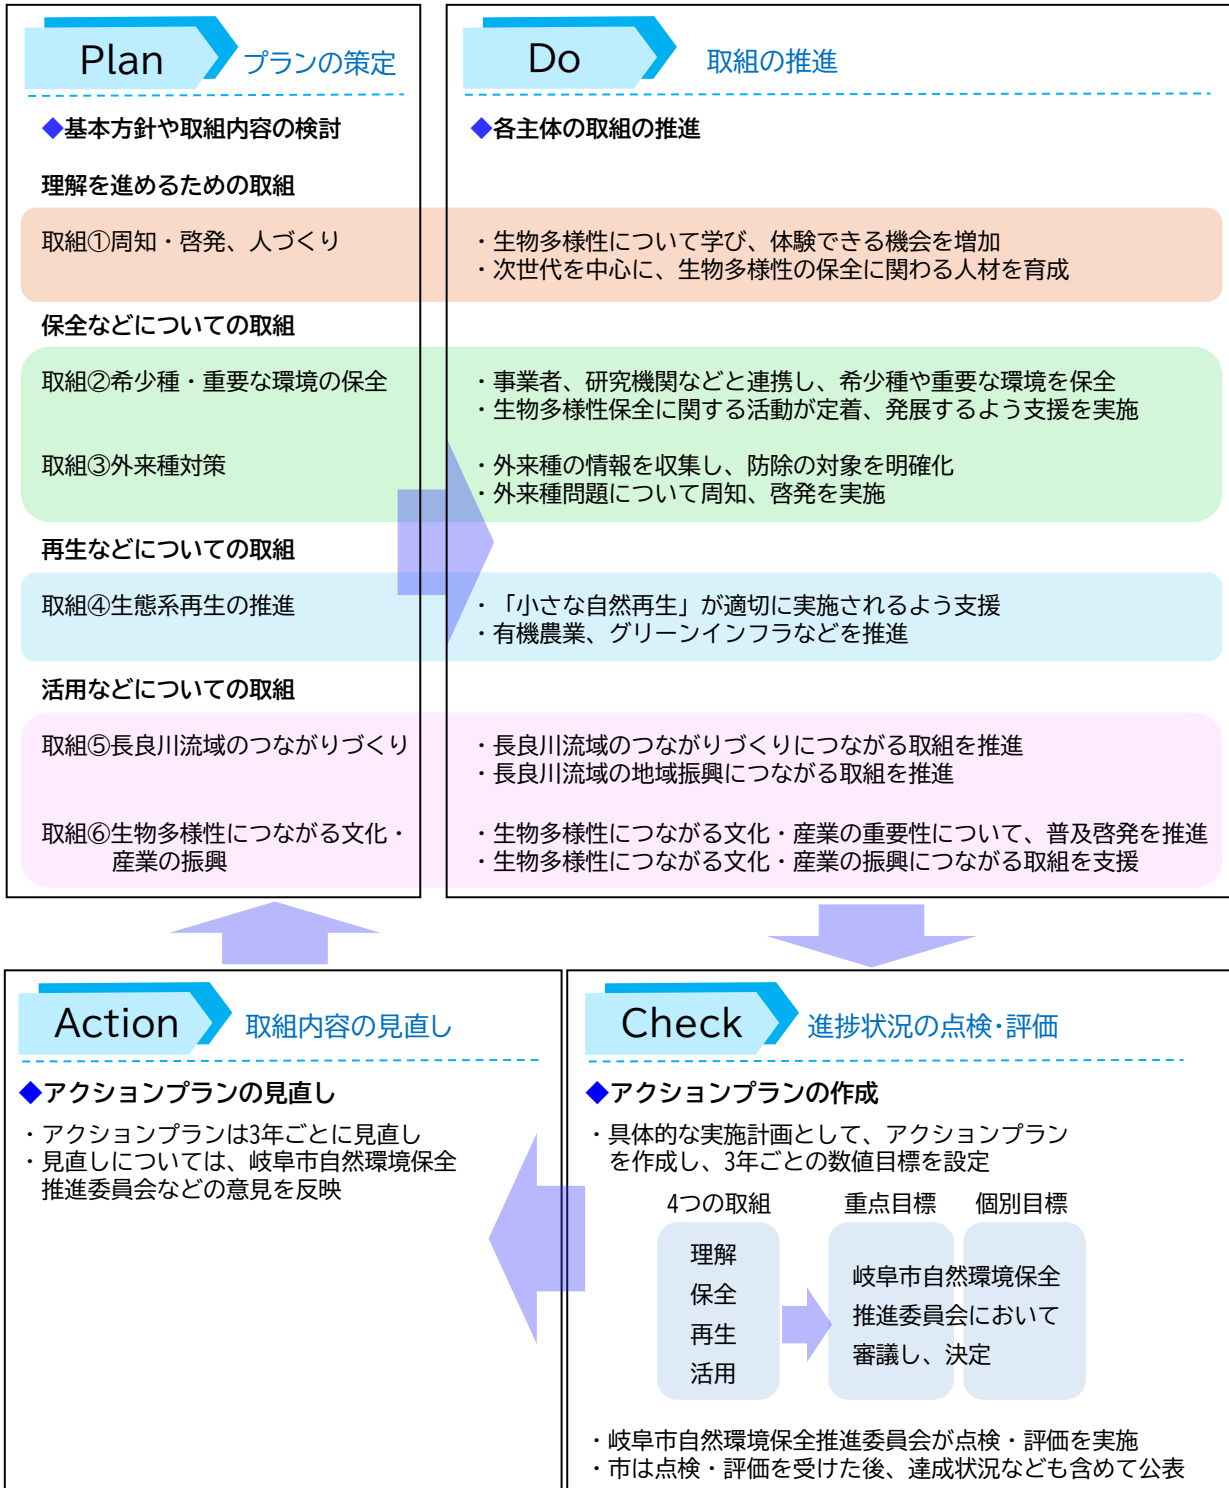 Plan プランの策定
◆基本方針や取組内容の検討
理解を進めるための取組
取組①周知・啓発、人づくり
保全などについての取組
取組②希少種・重要な環境の保全
取組③外来種対策
再生などについての取組
取組④生態系再生の推進
活用などについての取組
取組⑤長良川流域のつながりづくり
取組⑥生物多様性につながる文化・
産業の振興
Do 取組の推進
◆各主体の取組の推進
・生物多様性について学び、体験できる機会を増加
・次世代を中心に、生物多様性の保全に関わる人材を育成
・事業者、研究機関などと連携し、希少種や重要な環境を保全
・生物多様性保全に関する活動が定着、発展するよう支援を実施
・外来種の情報を収集し、防除の対象を明確化
・外来種問題について周知、啓発を実施
・「小さな自然再生」が適切に実施されるよう支援
・有機農業、グリーンインフラなどを推進
・長良川流域のつながりづくりにつながる取組を推進
・長良川流域の地域振興につながる取組を推進
・生物多様性につながる文化・産業の重要性について、普及啓発を推進
・生物多様性につながる文化・産業の振興につながる取組を支援
Check 進捗状況の点検・評価
◆アクションプランの作成
・具体的な実施計画として、アクションプラン
を作成し、3年ごとの数値目標を設定
4つの取組 重点目標 個別目標
理解
保全
再生
活用
岐阜市自然環境保全
推進委員会において
審議し、決定
・岐阜市自然環境保全推進委員会が点検・評価を実施
・市は点検・評価を受けた後、達成状況なども含めて公表
Action 取組内容の見直し
◆アクションプランの見直し
・アクションプランは3年ごとに見直し
・見直しについては、岐阜市自然環境保全
推進委員会などの意見を反映